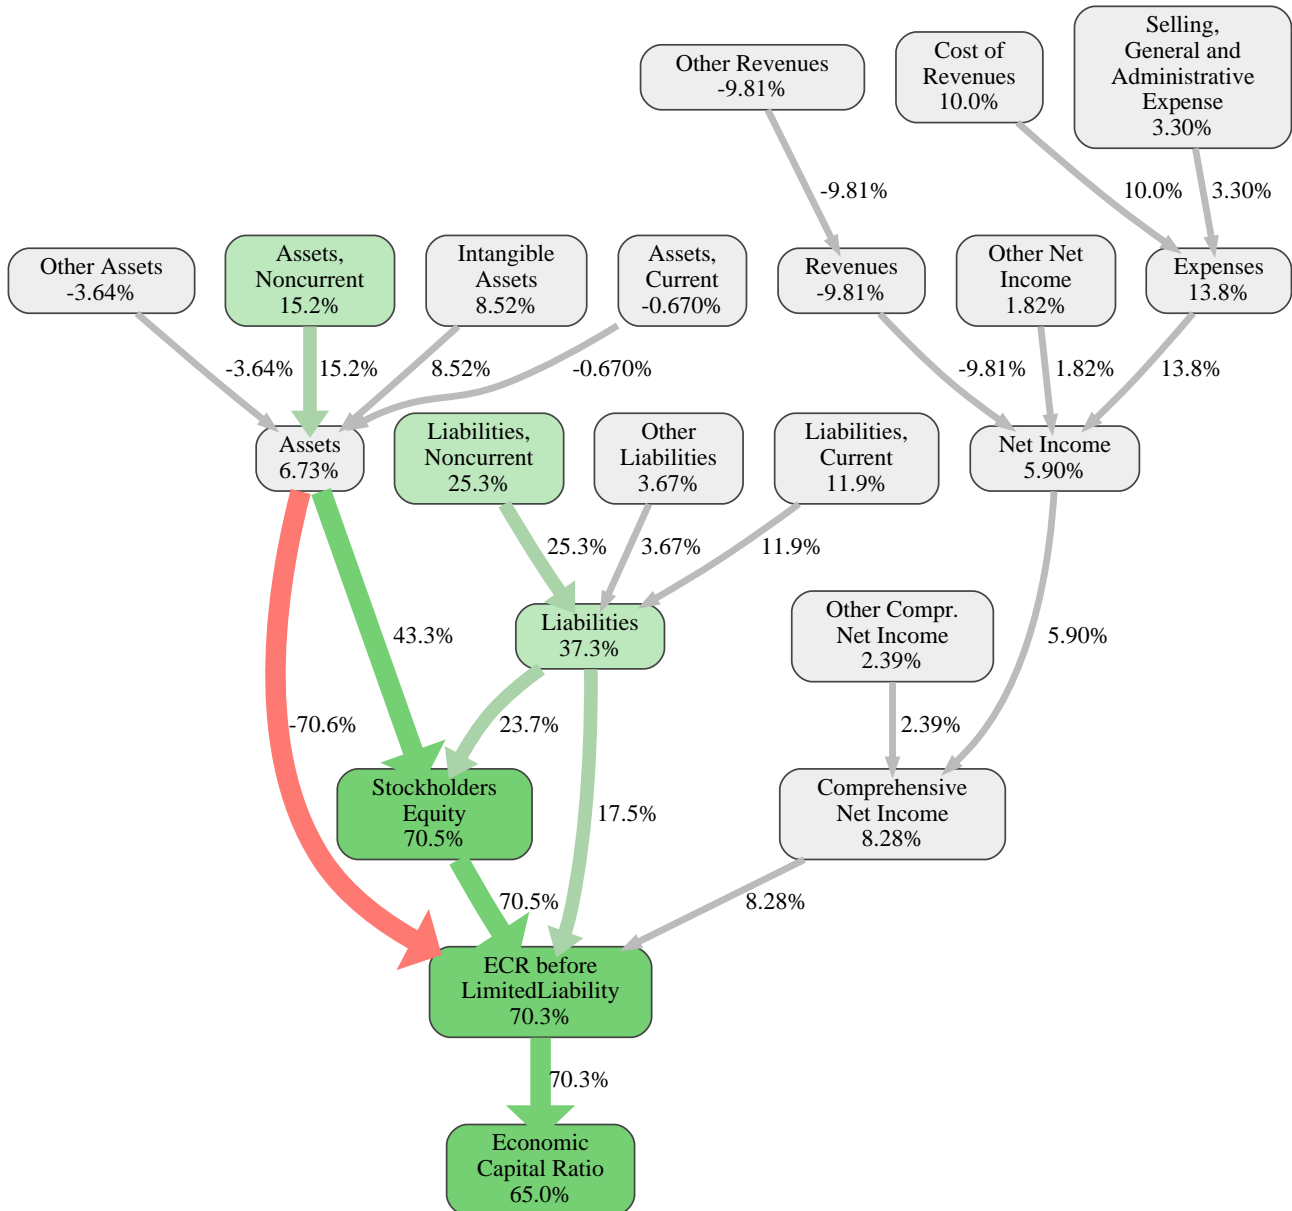 Selling,
General and
Administrative
Expense
3.30%
Cost of
Revenues
10.0%
Other Revenues
-9.81%
-9.81%
10.0%
3.30%
Other Assets
-3.64%
Assets,
Noncurrent
15.2%
Intangible
Assets
8.52%
Assets,
Current
-0.670%
Revenues
-9.81%
Other Net
Income
1.82%
Expenses
13.8%
-3.64%
15.2%
8.52%
-0.670%
-9.81%
1.82%
13.8%
Assets
6.73%
Liabilities,
Noncurrent
25.3%
Other
Liabilities
3.67%
Liabilities,
Current
11.9%
Net Income
5.90%
25.3%
3.67%
11.9%
43.3%
Liabilities
37.3%
Other Compr.
Net Income
2.39%
5.90%
-70.6%
23.7%
2.39%
Stockholders
Equity
70.5%
17.5%
Comprehensive
Net Income
8.28%
70.5%
8.28%
ECR before
LimitedLiability
70.3%
70.3%
Economic
Capital Ratio
65.0%